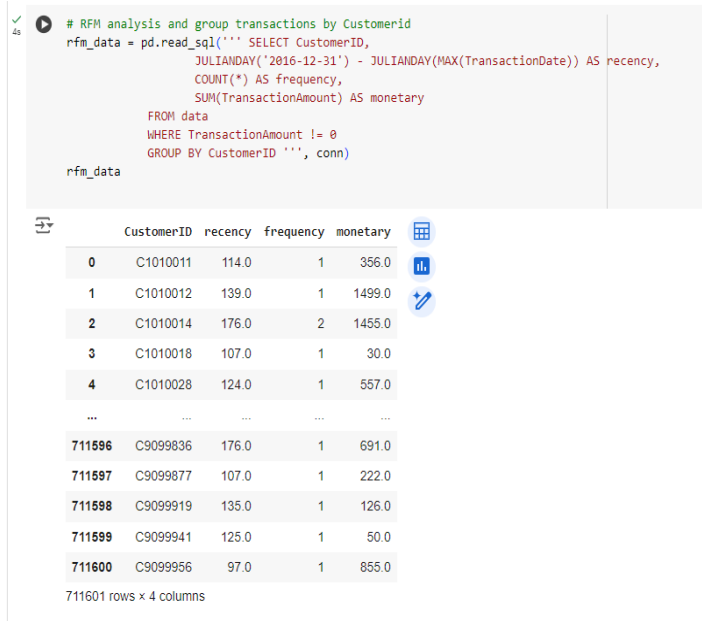 4s
# RFM analysis and group transactions by Customerid
rfm_data = pd.read_sql(''' SELECT CustomerID,
JULIANDAY('2016-12-31') - JULIANDAY(MAX(TransactionDate)) AS recency,
COUNT(*) AS frequency,
SUM(TransactionAmount) AS monetary
FROM data
WHERE TransactionAmount != 0
GROUP BY CustomerID ''', conn)
rfm_data
CustomerID recency frequency monetary
0 C1010011 114.0 1 356.0
1 C1010012 139.0 1 1499.0
2 C1010014 176.0 2 1455.0
3 C1010018 107.0 1 30.0
4 C1010028 124.0 1 557.0
... ... ... ... ...
711596 C9099836 176.0 1 691.0
711597 C9099877 107.0 1 222.0
711598 C9099919 135.0 1 126.0
711599 C9099941 125.0 1 50.0
711600 C9099956 97.0 1 855.0
711601 rows × 4 columns